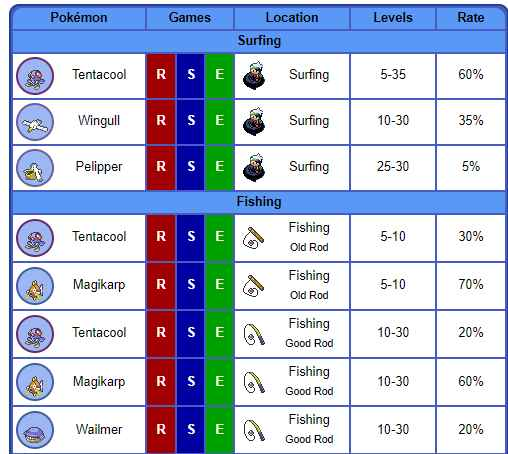 Pokémon Games Location Levels Rate
Surfing
Tentacool R S E Surfing 5-35 60%
Wingull R S E Surfing 10-30 35%
Pelipper R S E Surfing 25-30 5%
Fishing
Tentacool R S E Fishing Old Rod 5-10 30%
Magikarp R S E Fishing Old Rod 5-10 70%
Tentacool R S E Fishing Good Rod 10-30 20%
Magikarp R S E Fishing Good Rod 10-30 60%
Wailmer R S E Fishing Good Rod 10-30 20%